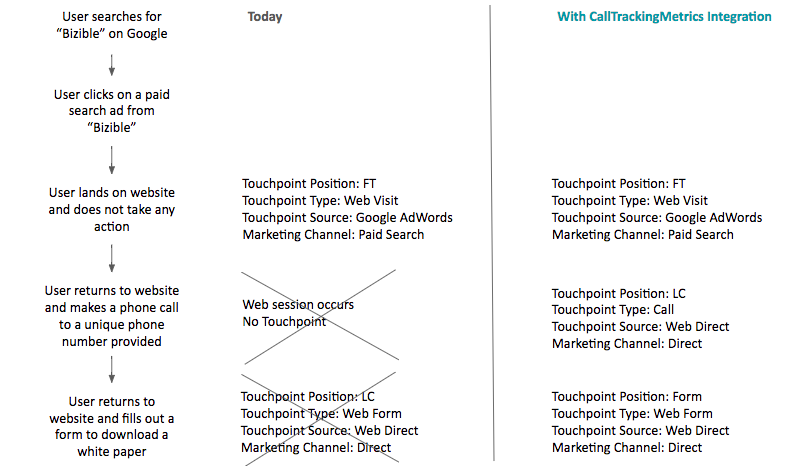 User searches for
“Bizible” on Google
Today
With CallTrackingMetrics Integration
User clicks on a paid
search ad from
“Bizible”
User lands on website
and does not take any
action
Touchpoint Position: FT
Touchpoint Type: Web Visit
Touchpoint Source: Google AdWords
Marketing Channel: Paid Search
Touchpoint Position: FT
Touchpoint Type: Web Visit
Touchpoint Source: Google AdWords
Marketing Channel: Paid Search
User returns to website
and makes a phone call
to a unique phone
number provided
Web session occurs
No Touchpoint
Touchpoint Position: LC
Touchpoint Type: Call
Touchpoint Source: Web Direct
Marketing Channel: Direct
User returns to
website and fills out a
form to download a
white paper
Touchpoint Position: LC
Touchpoint Type: Web Form
Touchpoint Source: Web Direct
Marketing Channel: Direct
Touchpoint Position: Form
Touchpoint Type: Web Form
Touchpoint Source: Web Direct
Marketing Channel: Direct